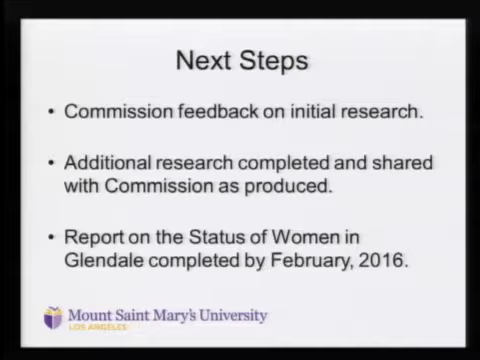 Next Steps
• Commission feedback on initial research.
• Additional research completed and shared
with Commission as produced.
• Report on the Status of Women in
Glendale completed by February, 2016.
Mount Saint Mary's University
LOS ANGELES